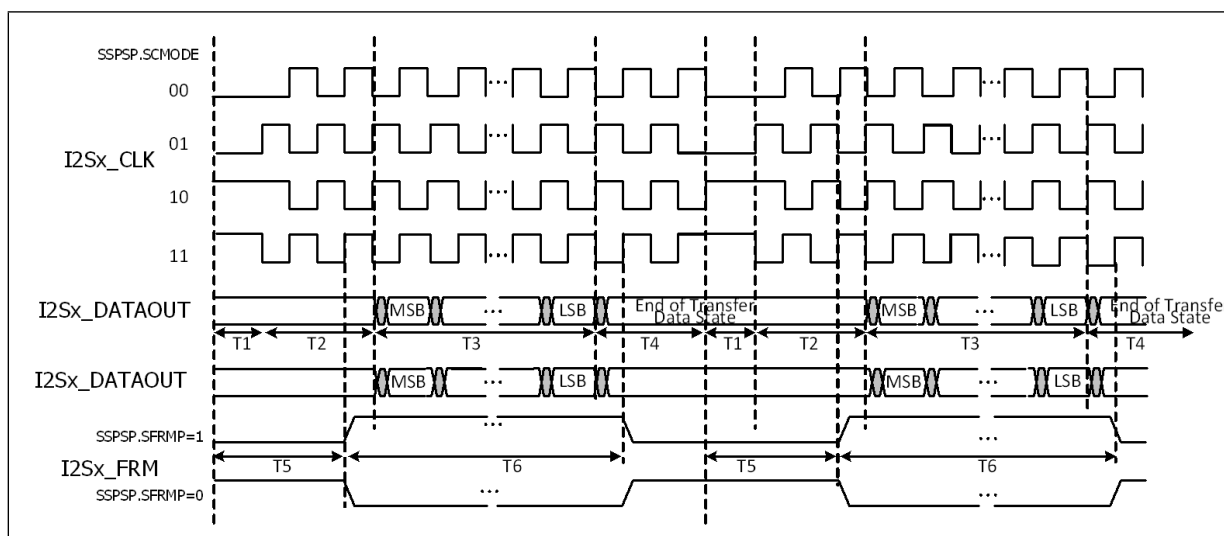 SSPSP.SCMODE
00
...
...
01
...
...
I2Sx_CLK
10
...
...
11
...
...
I2Sx_DATAOUT
MSB
...
LSB
End of Transfer
Data State
MSB
...
LSB
End of Transfe
Data State
T1
T2
T3
T4
T1
T2
T3
T4
I2Sx_DATAOUT
MSB
...
LSB
MSB
...
LSB
SSPSP.SFRMP=1
...
...
I2Sx_FRM
T5
T6
T5
T6
SSPSP.SFRMP=0
...
...